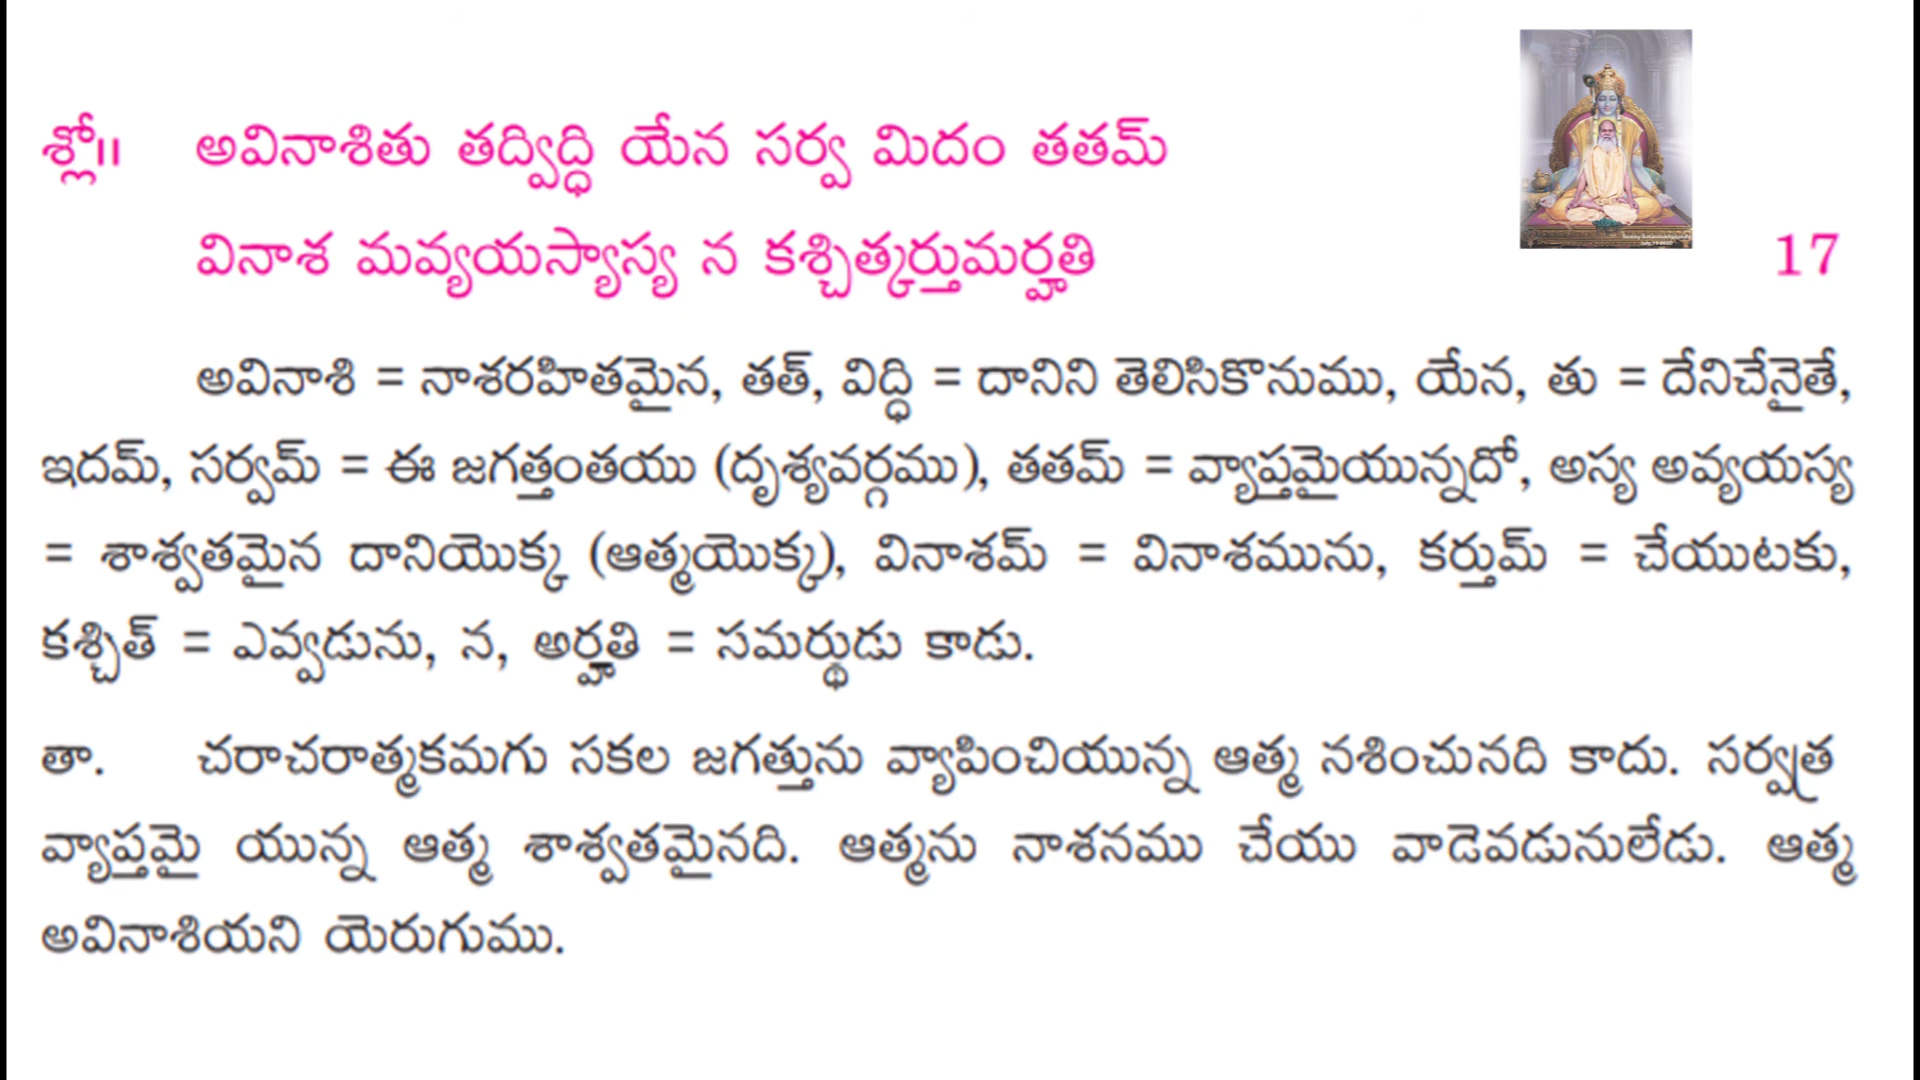 శ్లో॥ అవినాశితు తద్విద్ధి యేన సర్వ మిదం తతమ్
వినాశ మవ్యయస్యాస్య న కశ్చిత్కర్తుమర్హతి 17
అవినాశి = నాశరహితమైన, తత్, విద్ధి = దానిని తెలిసికొనుము, యేన, తు = దేనిచేనైతే,
ఇదమ్, సర్వమ్ = ఈ జగత్తంతయు (దృశ్యవర్గము), తతమ్ = వ్యాప్తమైయున్నదో, అస్య అవ్యయస్య
= శాశ్వతమైన దానియొక్క (ఆత్మయొక్క), వినాశమ్ = వినాశమును, కర్తుమ్ = చేయుటకు,
కశ్చిత్ = ఎవ్వడును, న, అర్హతి = సమర్థుడు కాడు.
తా. చరాచరాత్మకమగు సకల జగత్తును వ్యాపించియున్న ఆత్మ నశించునది కాదు. సర్వత్ర
వ్యాప్తమై యున్న ఆత్మ శాశ్వతమైనది. ఆత్మను నాశనము చేయు వాడెవడునులేడు. ఆత్మ
అవినాశియని యెరుగుము.